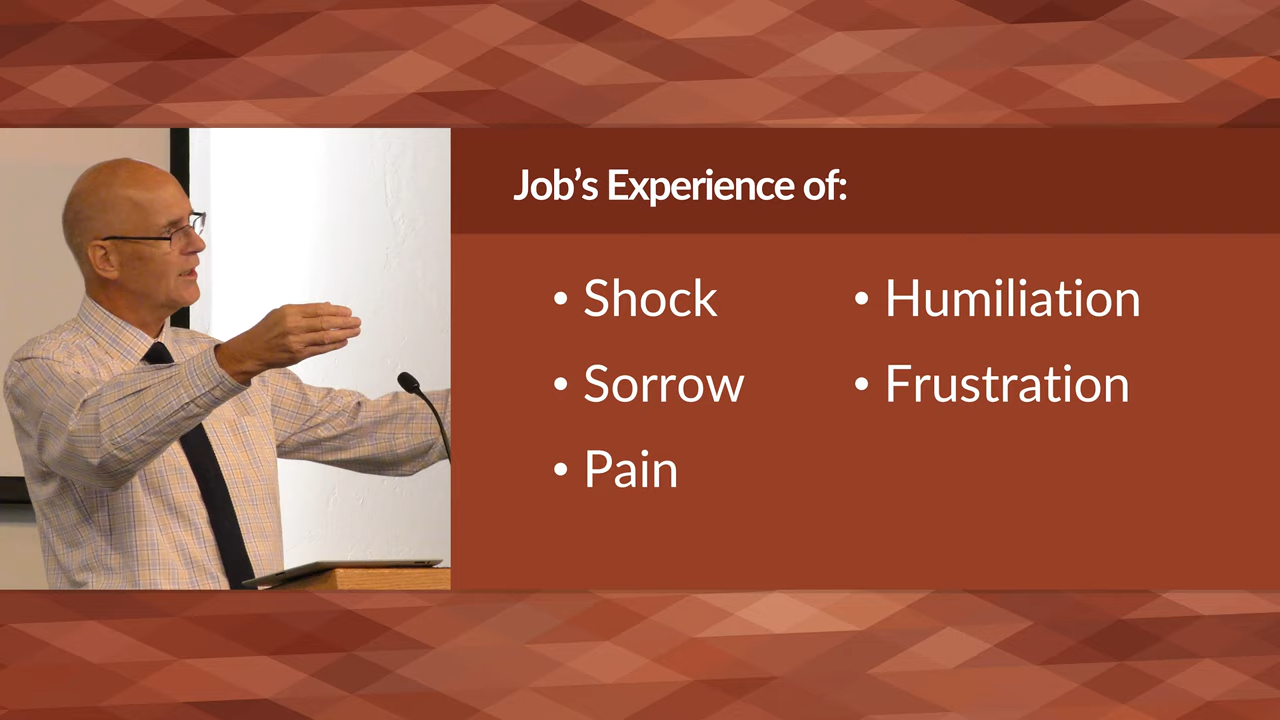 Job’s Experience of:
• Shock
• Sorrow
• Pain
• Humiliation
• Frustration